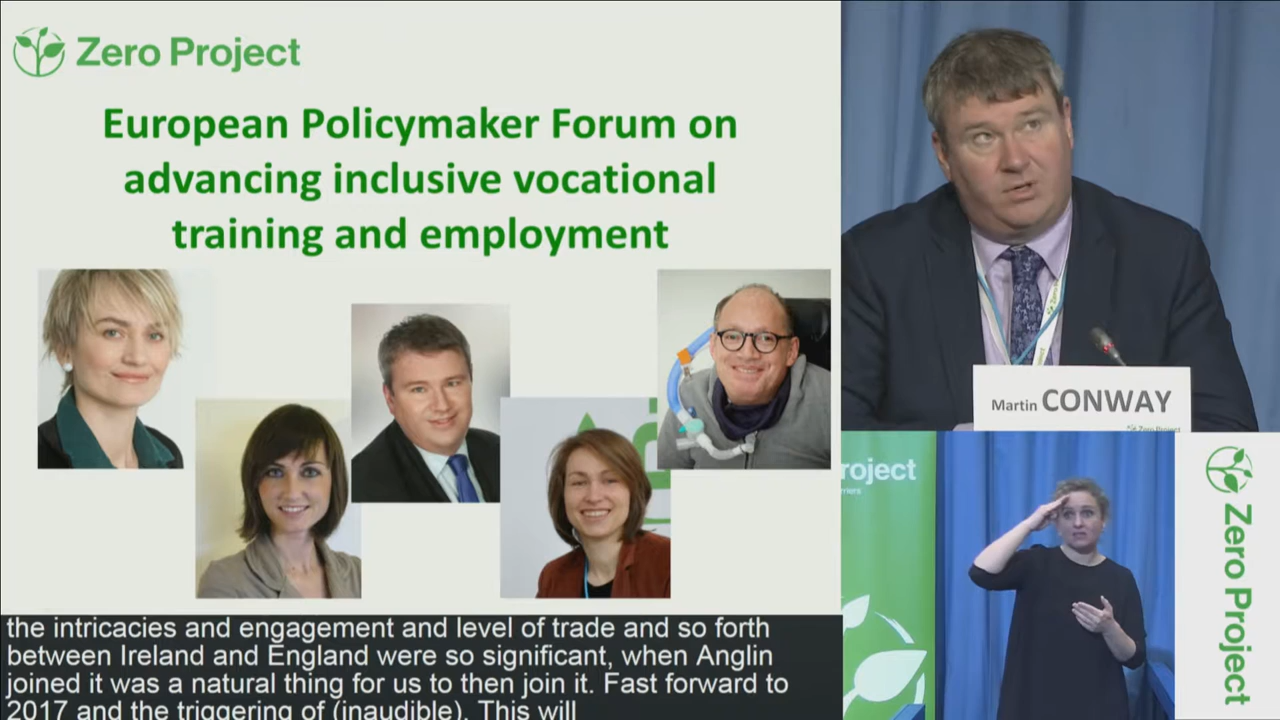 Zero Project
European Policymaker Forum on
advancing inclusive vocational
training and employment
Martin CONWAY
Zero Project
roject
Zero Project
the intricacies and engagement and level of trade and so forth
between Ireland and England were so significant, when Anglin
joined it was a natural thing for us to then join it. Fast forward to
2017 and the triggering of (inaudible). This will